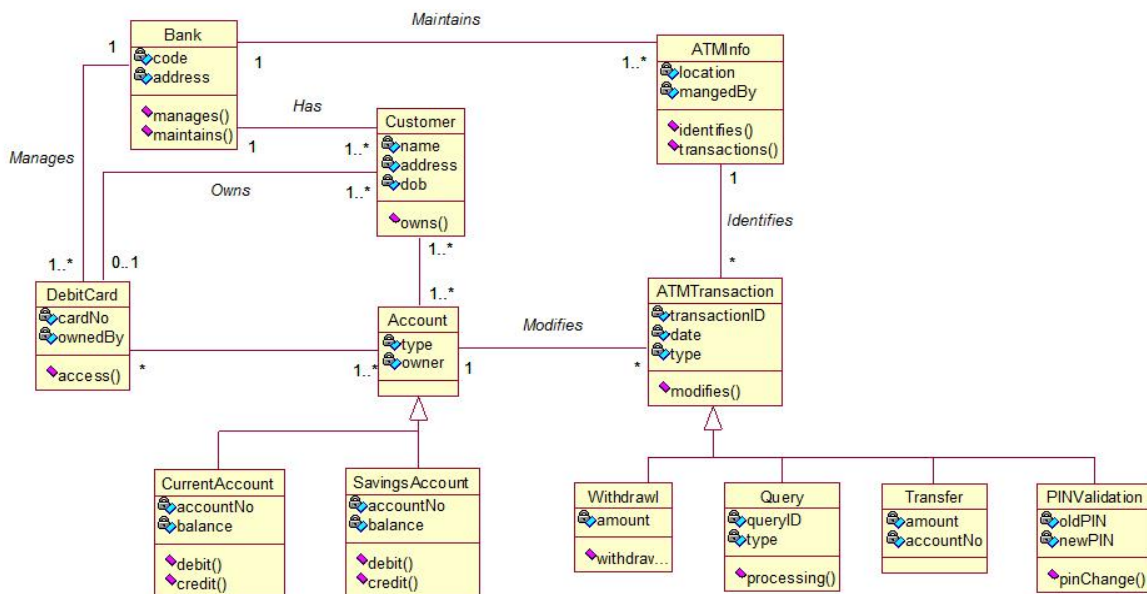 Maintains
Bank
code
address
manages()
maintains()
1
1
1..*
ATMInfo
location
mangedBy
identifies()
transactions()
1
Has
1
1..*
Customer
name
address
dob
owns()
Manages
Owns
1..*
1..*
0..1
1..*
1..*
Identifies
*
DebitCard
cardNo
ownedBy
access()
*
1..*
Account
type
owner
1
Modifies
*
ATMTransaction
transactionID
date
type
modifies()
CurrentAccount
accountNo
balance
debit()
credit()
SavingsAccount
accountNo
balance
debit()
credit()
Withdrawl
amount
withdraw...
Query
queryID
type
processing()
Transfer
amount
accountNo
PINValidation
oldPIN
newPIN
pinChange()